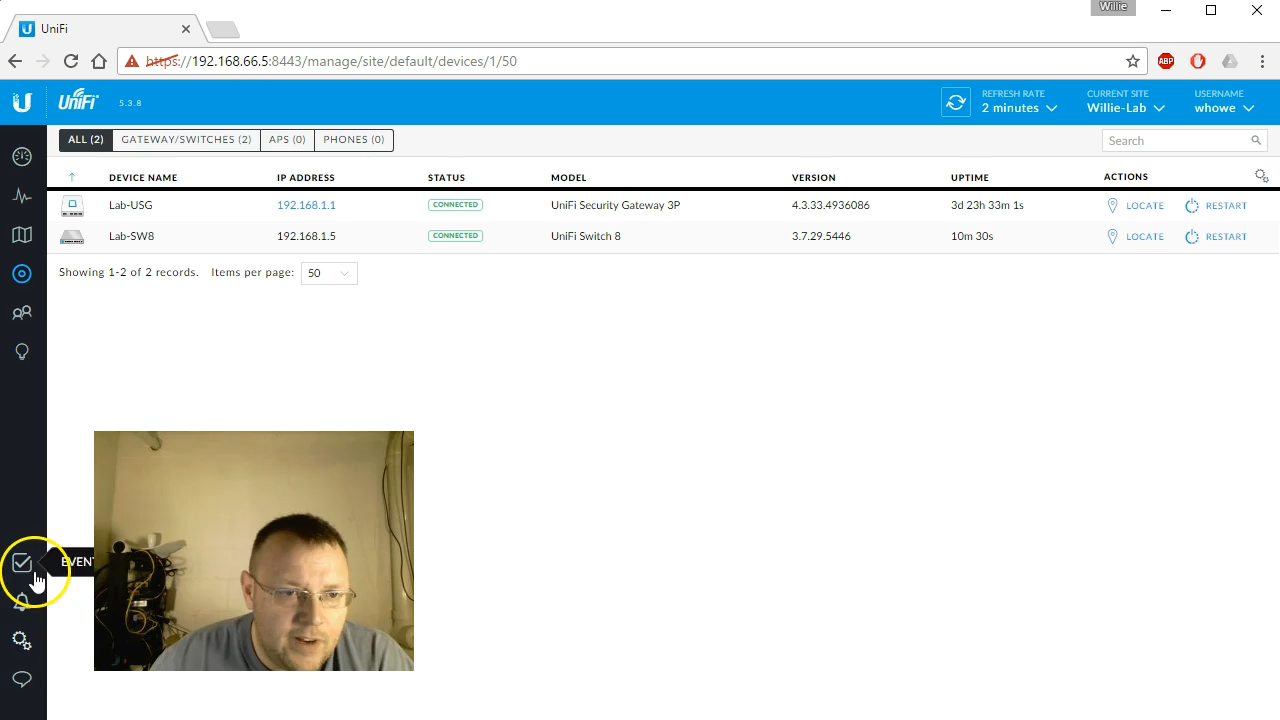 Willie
UniFi
https://192.168.66.5:8443/manage/site/default/devices/1/50
ABP
U UniFi 5.3.8
REFRESH RATE CURRENT SITE USERNAME
2 minutes Willie-Lab whowe
ALL (2) GATEWAY/SWITCHES (2) APS (0) PHONES (0) Search
DEVICE NAME IP ADDRESS STATUS MODEL VERSION UPTIME ACTIONS
Lab-USG 192.168.1.1 CONNECTED UniFi Security Gateway 3P 4.3.33.4936086 3d 23h 33m 1s LOCATE RESTART
Lab-SW8 192.168.1.5 CONNECTED UniFi Switch 8 3.7.29.5446 10m 30s LOCATE RESTART
Showing 1-2 of 2 records. Items per page: 50
EVENT